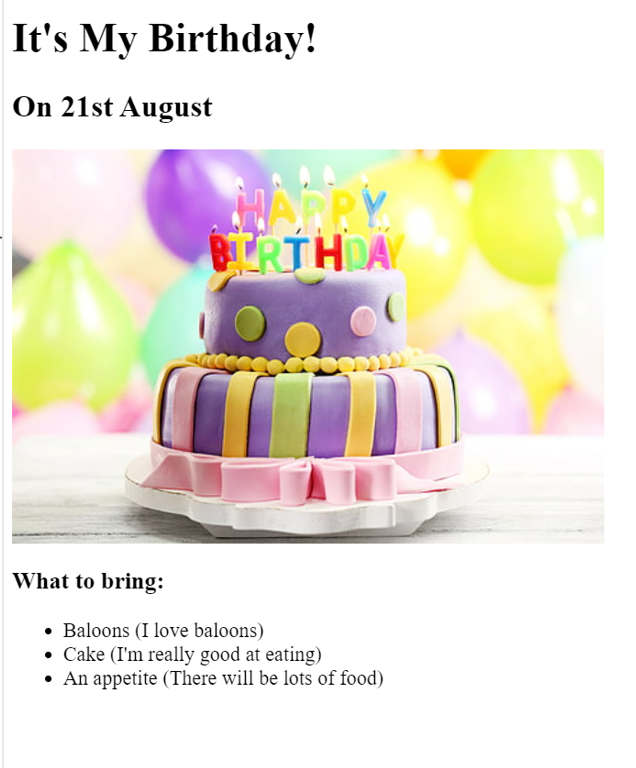 It's My Birthday!
On 21st August
HAPPY
BIRTHDAY
What to bring:
Baloons (I love baloons)
Cake (I'm really good at eating)
An appetite (There will be lots of food)